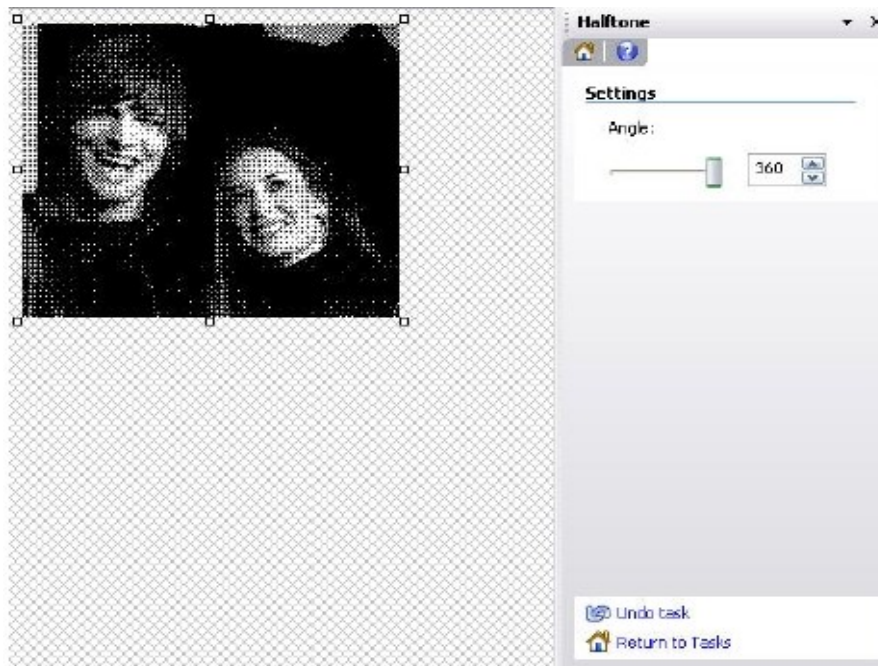 Halftone
Settings
Angle:
360
Undo task
Return to Tasks